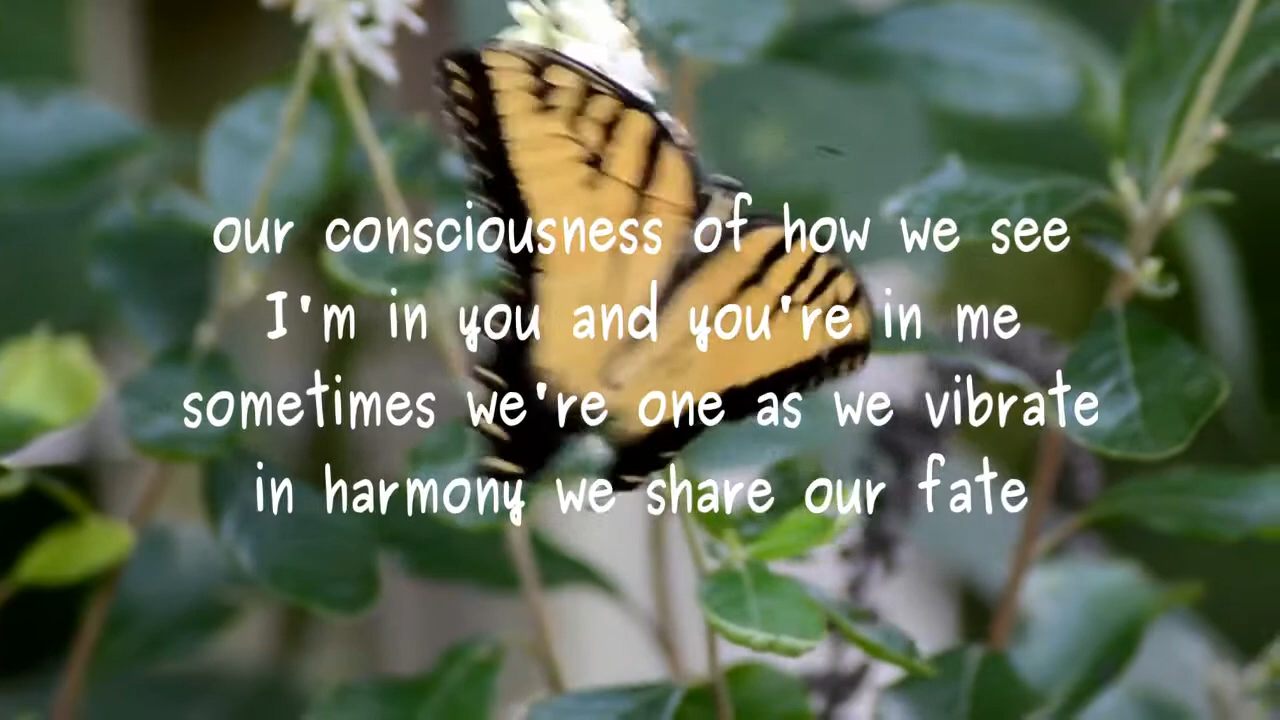 our consciousness of how we see
I'm in you and you're in me
sometimes we're one as we vibrate
in harmony we share our fate